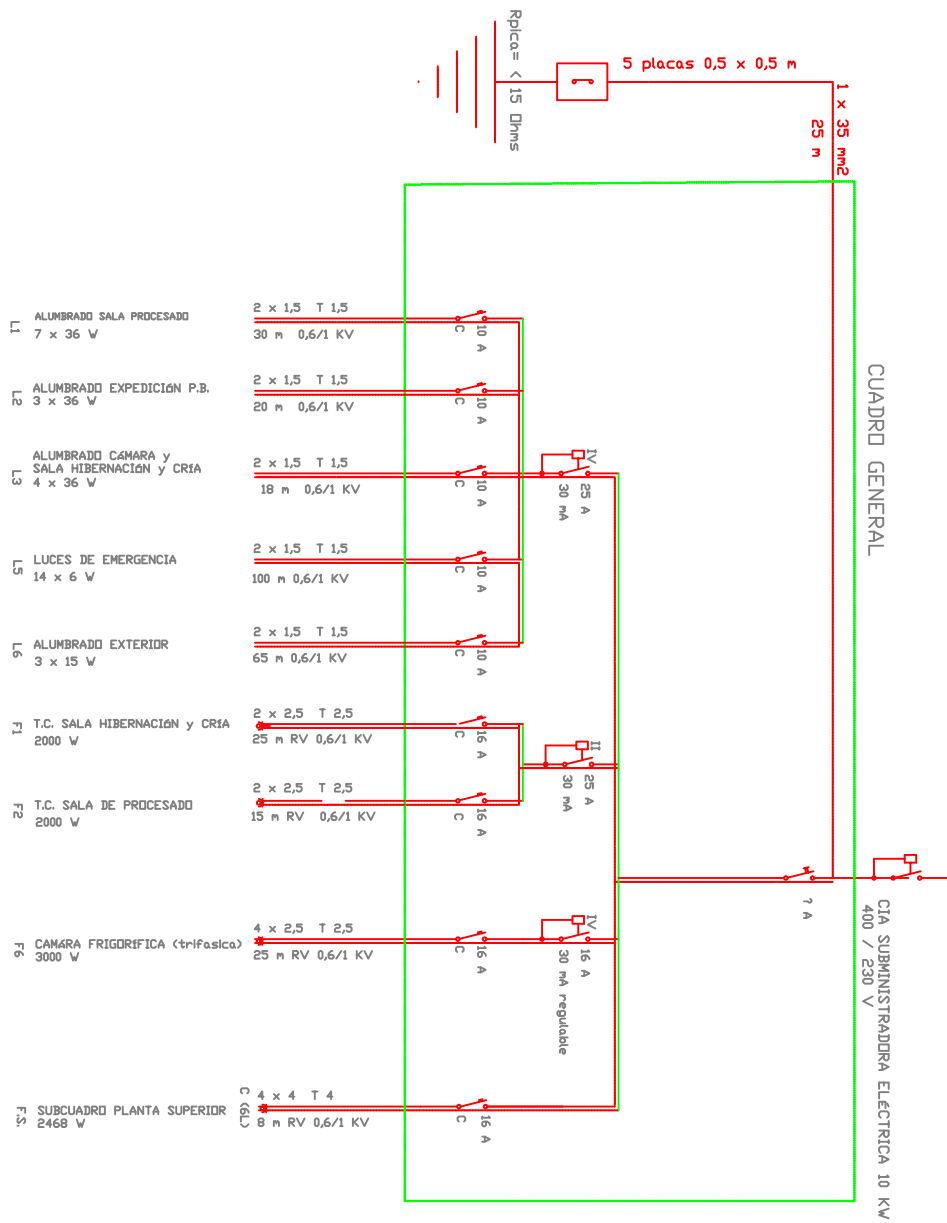 Rpica= < 15 Ohms
5 placas 0,5 x 0,5 m
1 x 35 mm2
25 m
CUADRO GENERAL
L1
ALUMBRADO SALA PROCESADO
7 x 36 W
2 x 1,5 T 1,5
30 m 0,6/1 KV
C
10 A
L2
ALUMBRADO EXPEDICIÓN P.B.
3 x 36 W
2 x 1,5 T 1,5
20 m 0,6/1 KV
C
10 A
L3
ALUMBRADO CÁMARA y
SALA HIBERNACIÓN y CRÍA
4 x 36 W
2 x 1,5 T 1,5
18 m 0,6/1 KV
C
10 A
IV
25 A
30 mA
L5
LUCES DE EMERGENCIA
14 x 6 W
2 x 1,5 T 1,5
100 m 0,6/1 KV
C
10 A
L6
ALUMBRADO EXTERIOR
3 x 15 W
2 x 1,5 T 1,5
65 m 0,6/1 KV
C
10 A
F1
T.C. SALA HIBERNACIÓN y CRÍA
2000 W
2 x 2,5 T 2,5
25 m RV 0,6/1 KV
C
16 A
II
25 A
30 mA
F2
T.C. SALA DE PROCESADO
2000 W
2 x 2,5 T 2,5
15 m RV 0,6/1 KV
C
16 A
? A
CIA SUBMINISTRADORA ELÉCTRICA 10 KW
400 / 230 V
F6
CAMÁRA FRIGORÍFICA (trifasica)
3000 W
4 x 2,5 T 2,5
25 m RV 0,6/1 KV
C
16 A
IV
16 A
30 mA regulable
F.S.
SUBCUADRO PLANTA SUPERIOR
2468 W
C (6L)
4 x 4 T 4
8 m RV 0,6/1 KV
C
16 A